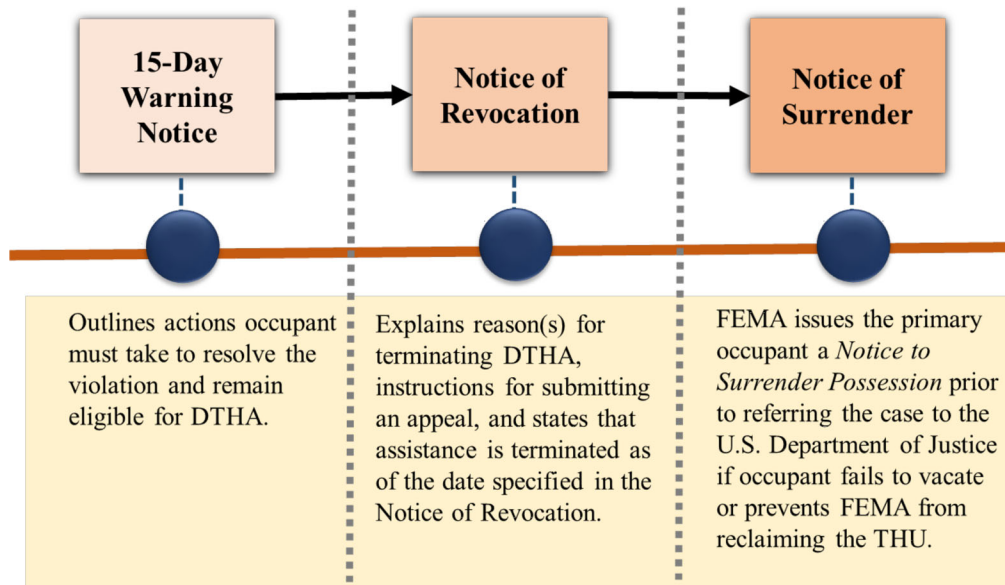 15-Day
Warning
Notice
Notice of
Revocation
Notice of
Surrender
Outlines actions occupant
must take to resolve the
violation and remain
eligible for DTHA.
Explains reason(s) for
terminating DTHA,
instructions for submitting
an appeal, and states that
assistance is terminated as
of the date specified in the
Notice of Revocation.
FEMA issues the primary
occupant a Notice to
Surrender Possession prior
to referring the case to the
U.S. Department of Justice
if occupant fails to vacate
or prevents FEMA from
reclaiming the THU.